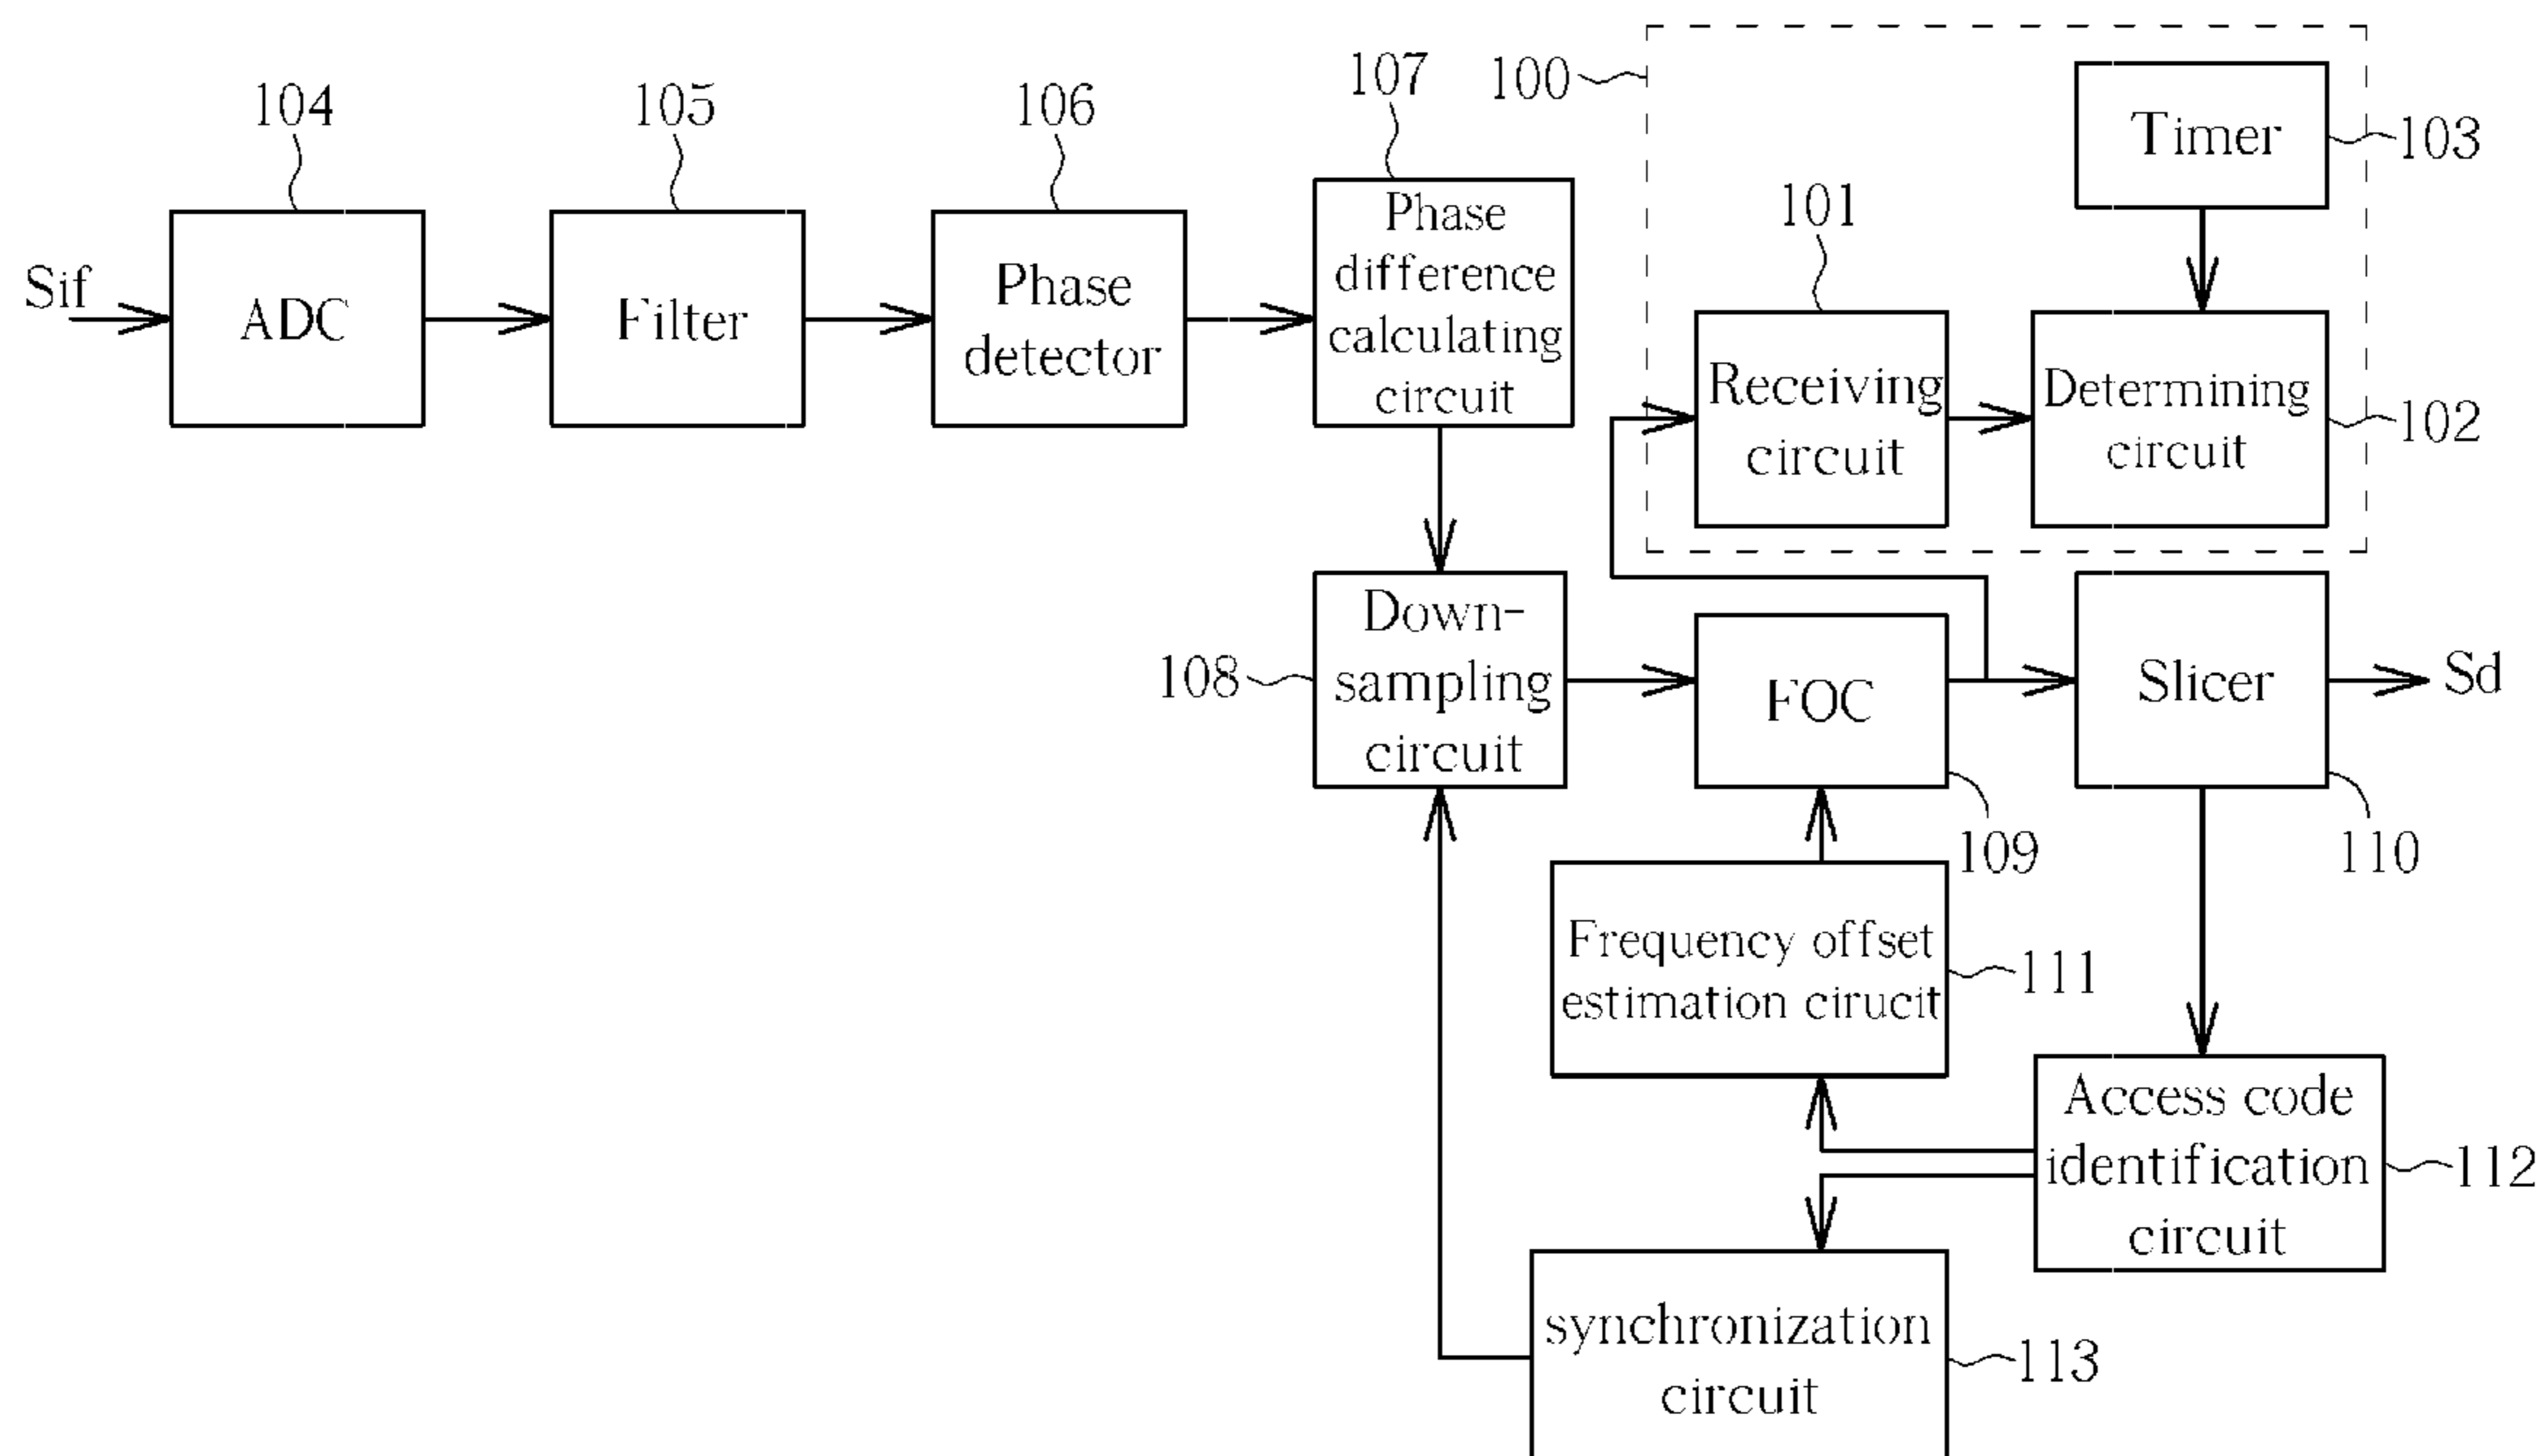 100
107
104
105
106
Timer
103
101
Sif
ADC
Filter
Phase
detector
Phase
difference
calculating
circuit
Receiving
circuit
Determining
circuit
102
Down-
sampling
circuit
108
FOC
109
Slicer
Sd
110
Frequency offset
estimation cirucit
111
Access code
identification
circuit
112
synchronization
circuit
113